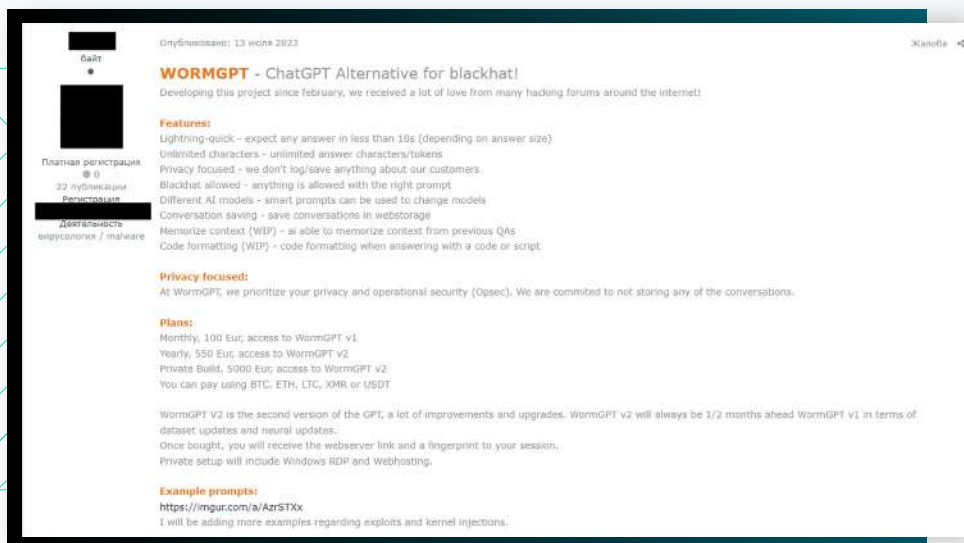 байт
Платная регистрация
0
22 публикации
Регистрация
Деятельность
вирусология / malware
Опубликовано: 13 июля 2023
Жалоба
WORMGPT - ChatGPT Alternative for blackhat!
Developing this project since february, we received a lot of love from many hacking forums around the internet!
Features:
Lightning-quick - expect any answer in less than 10s (depending on answer size)
Unlimited characters - unlimited answer characters/tokens
Privacy focused - we don't log/save anything about our customers
Blackhat allowed - anything is allowed with the right prompt
Different AI models - smart prompts can be used to change models
Conversation saving - save conversations in webstorage
Memorize context (WIP) - ai able to memorize context from previous QAs
Code formatting (WIP) - code formatting when answering with a code or script
Privacy focused:
At WormGPT, we prioritize your privacy and operational security (Opsec). We are commited to not storing any of the conversations.
Plans:
Monthly, 100 Eur, access to WormGPT v1
Yearly, 550 Eur, access to WormGPT v2
Private Build, 5000 Eur, access to WormGPT v2
You can pay using BTC, ETH, LTC, XMR or USDT
WormGPT V2 is the second version of the GPT, a lot of improvements and upgrades. WormGPT v2 will always be 1/2 months ahead WormGPT v1 in terms of
dataset updates and neural updates.
Once bought, you will receive the webserver link and a fingerprint to your session.
Private setup will include Windows RDP and Webhosting.
Example prompts:
https://imgur.com/a/AzrSTXx
I will be adding more examples regarding exploits and kernel injections.